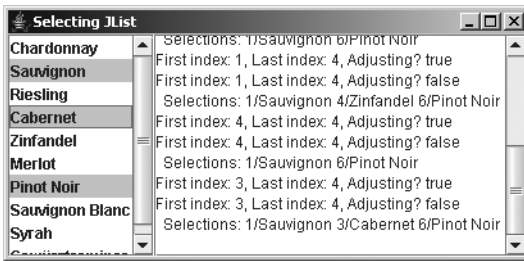 Selecting JList
Chardonnay
Sauvignon
Riesling
Cabernet
Zinfandel
Merlot
Pinot Noir
Sauvignon Blanc
Syrah
Selections: 1/Sauvignon 6/Pinot Noir
First index: 1, Last index: 4, Adjusting? true
First index: 1, Last index: 4, Adjusting? false
Selections: 1/Sauvignon 4/Zinfandel 6/Pinot Noir
First index: 4, Last index: 4, Adjusting? true
First index: 4, Last index: 4, Adjusting? false
Selections: 1/Sauvignon 6/Pinot Noir
First index: 3, Last index: 4, Adjusting? true
First index: 3, Last index: 4, Adjusting? false
Selections: 1/Sauvignon 3/Cabernet 6/Pinot Noir